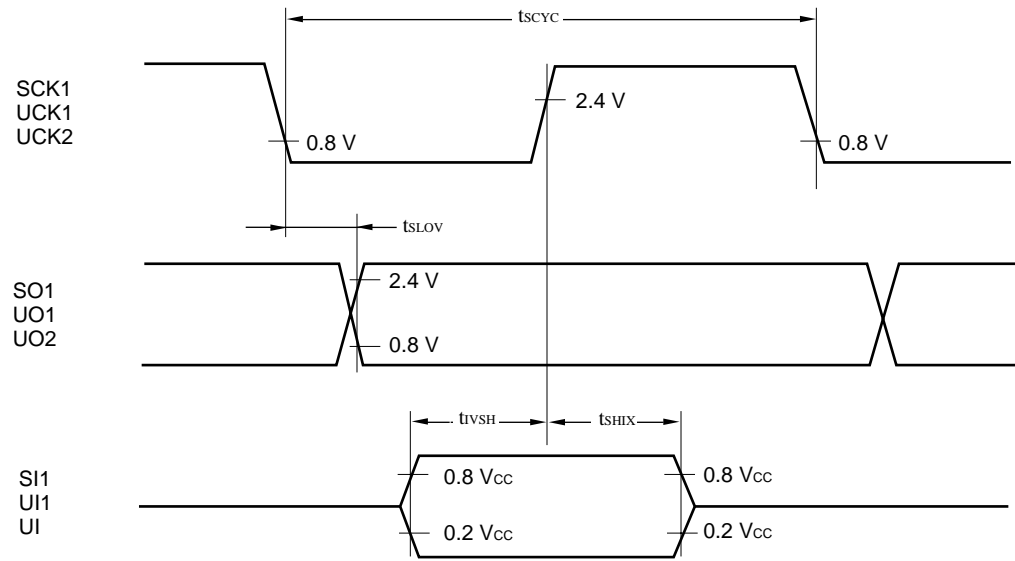 tSCYC
SCK1
UCK1
UCK2
2.4 V
0.8 V
0.8 V
tSLOV
SO1
UO1
UO2
2.4 V
0.8 V
tIVSH
tSHIX
SI1
UI1
UI
0.8 VCC
0.8 VCC
0.2 VCC
0.2 VCC